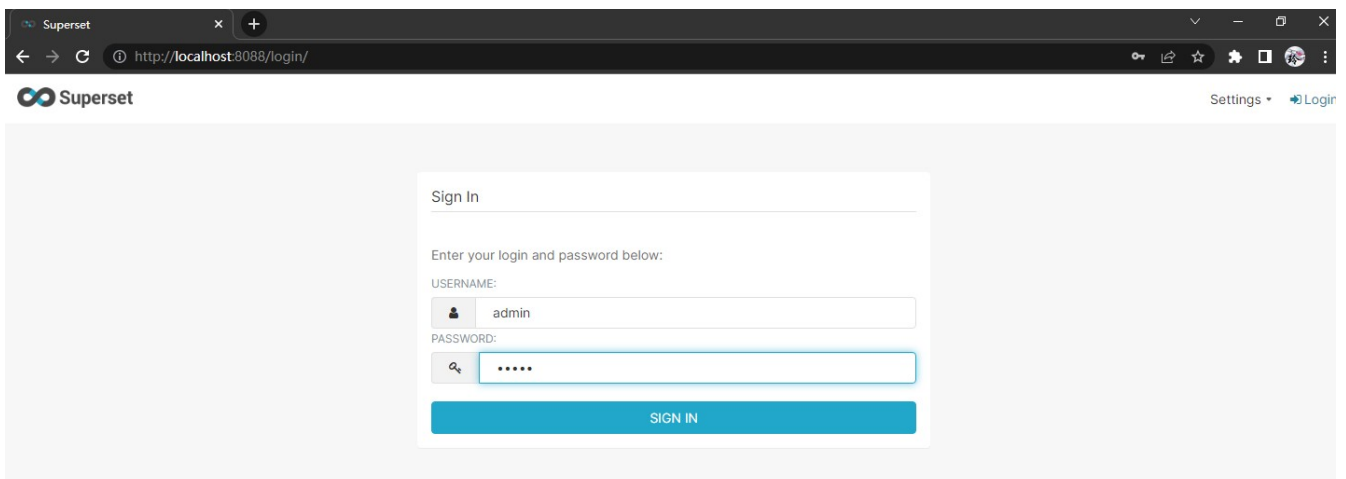 Superset
http://localhost:8088/login/
Superset
Settings
Login
Sign In
Enter your login and password below:
USERNAME:
admin
PASSWORD:
•••••
SIGN IN